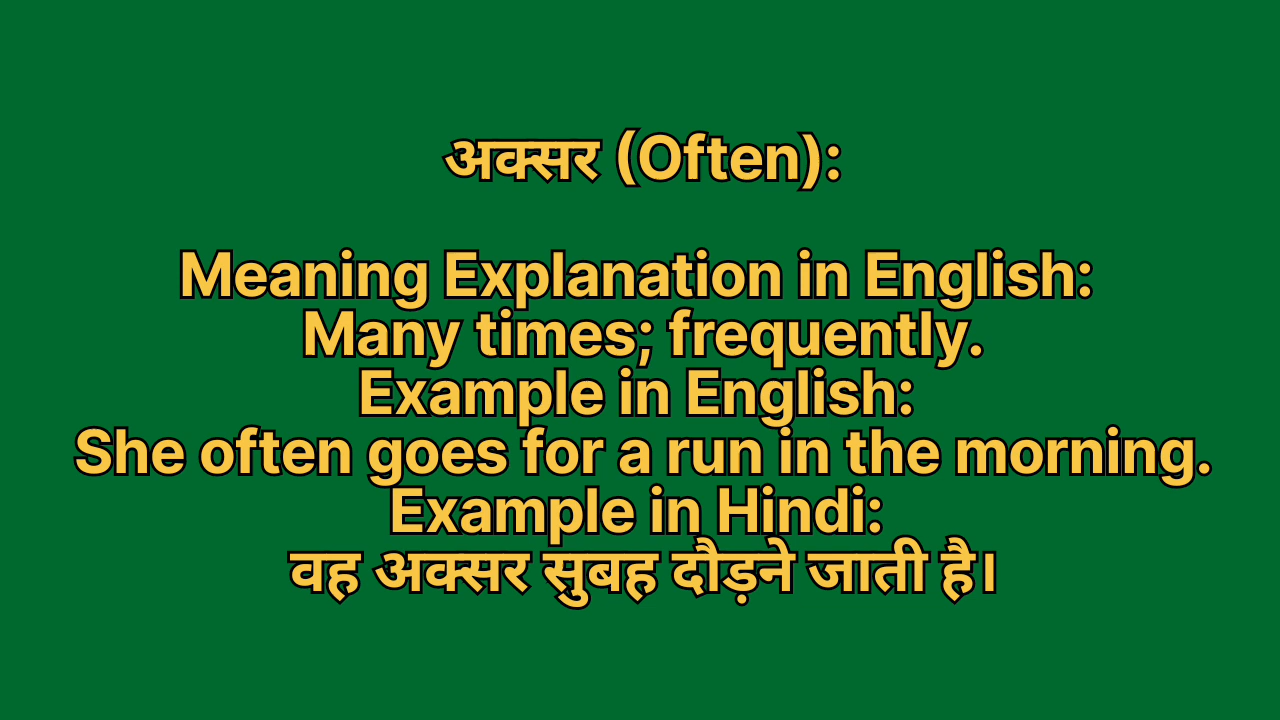 अक्सर (Often):
Meaning Explanation in English:
Many times; frequently.
Example in English:
She often goes for a run in the morning.
Example in Hindi:
वह अक्सर सुबह दौड़ने जाती है।